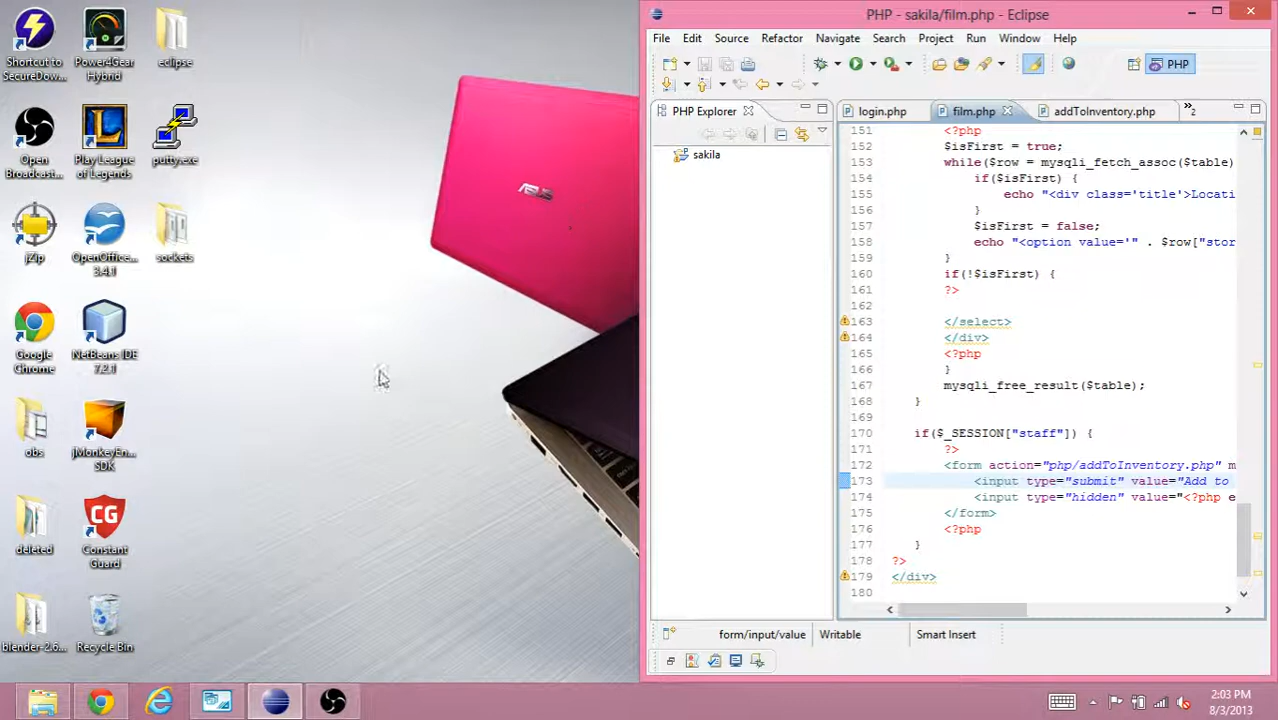 Shortcut to SecureDow...
Power4Gear Hybrid
eclipse
Open Broadcast...
Play League of Legends
putty.exe
jZip
OpenOffice... 3.4.1
sockets
Google Chrome
NetBeans IDE 7.2.1
obs
jMonkeyEn... SDK
deleted
CG
Constant Guard
blender-2.6...
Recycle Bin
ASUS
PHP - sakila/film.php - Eclipse
File Edit Source Refactor Navigate Search Project Run Window Help
PHP
PHP Explorer
sakila
login.php film.php addToInventory.php »2
151 <?php
152 $isFirst = true;
153 while($row = mysqli_fetch_assoc($table)
154 if($isFirst) {
155 echo "<div class='title'>Locati
156 }
157 $isFirst = false;
158 echo "<option value='" . $row["stor
159 }
160 if(!$isFirst) {
161 ?>
162
163 </select>
164 </div>
165 <?php
166 }
167 mysqli_free_result($table);
168 }
169
170 if($_SESSION["staff"]) {
171 ?>
172 <form action="php/addToInventory.php" m
173 <input type="submit" value="Add to
174 <input type="hidden" value="<?php e
175 </form>
176 <?php
177 }
178 ?>
179 </div>
180
form/input/value Writable Smart Insert
2:03 PM
8/3/2013